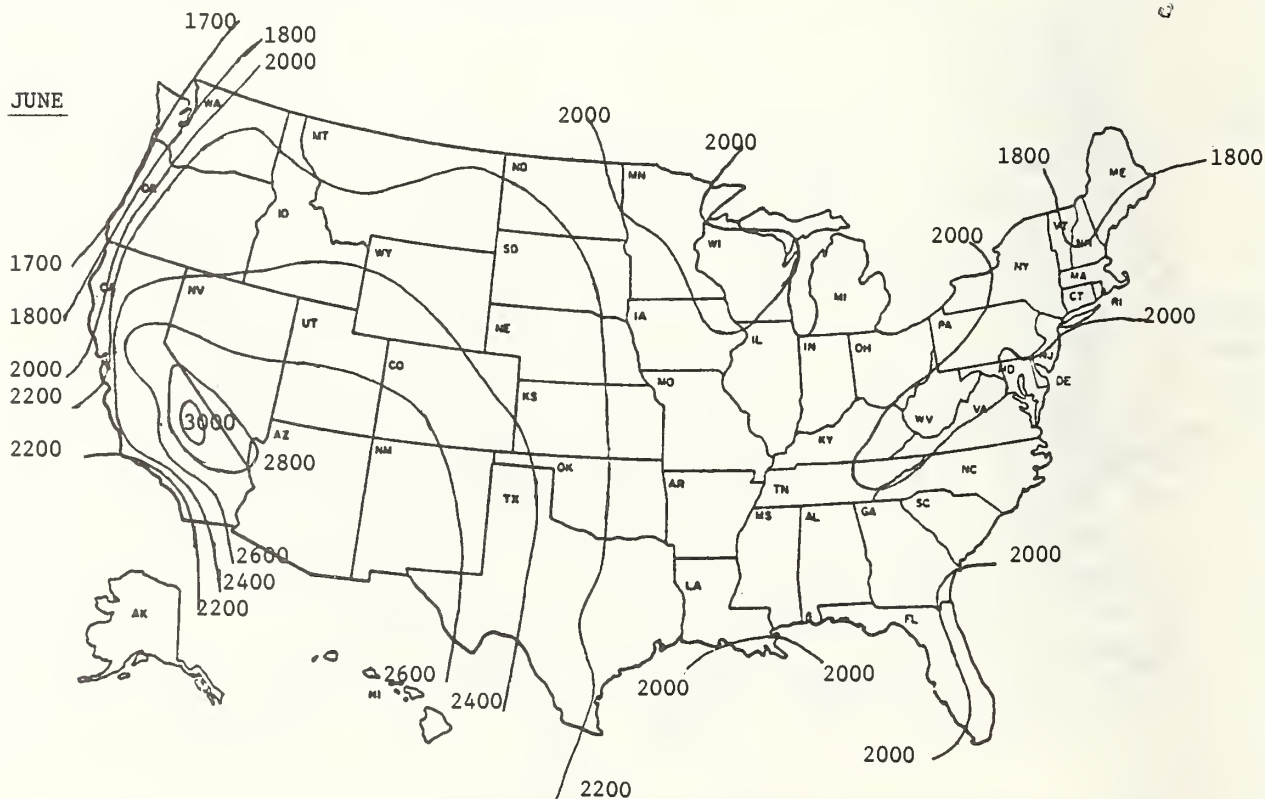 1700
1800
2000
JUNE
WA
MT
2000
2000
ND
MN
1800
1800
ME
OR
ID
VT
NH
SD
WI
2000
NY
WY
1700
MA
MI
CT
RI
NV
CA
1800
IA
PA
2000
UT
NE
IL
IN
OH
NJ
2000
CO
MO
MD
DE
2200
KS
WV
VA
3000
KY
AZ
2200
NM
2800
OK
NC
TX
AR
TN
MS
AL
GA
SC
2600
2000
2400
LA
2200
AK
FL
2600
2000
2000
HI
2400
2000
2200